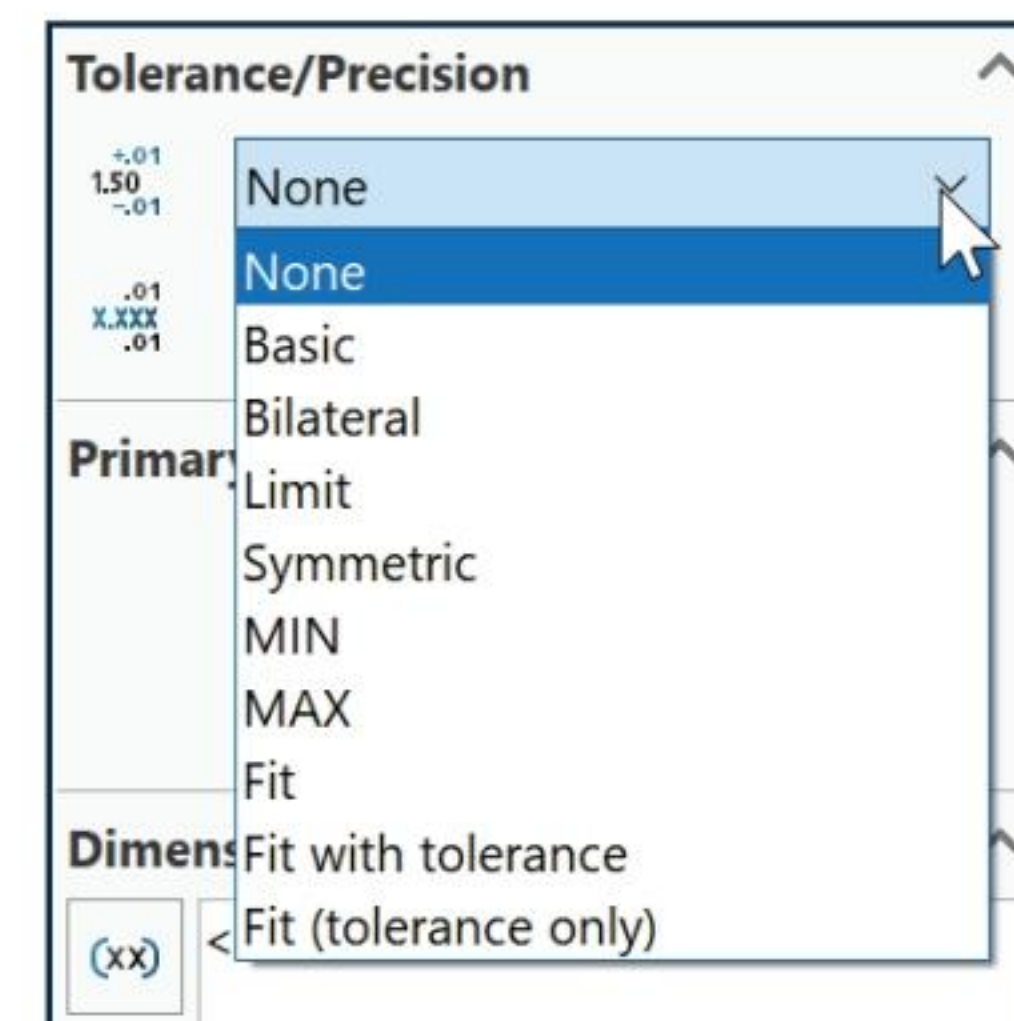 Tolerance/Precision
+.01
1.50
-.01
None
None
.01
x.xxx
.01
Basic
Bilateral
Primary
Limit
Symmetric
MIN
MAX
Fit
Dimens
Fit with tolerance
Fit (tolerance only)
(xx)
<